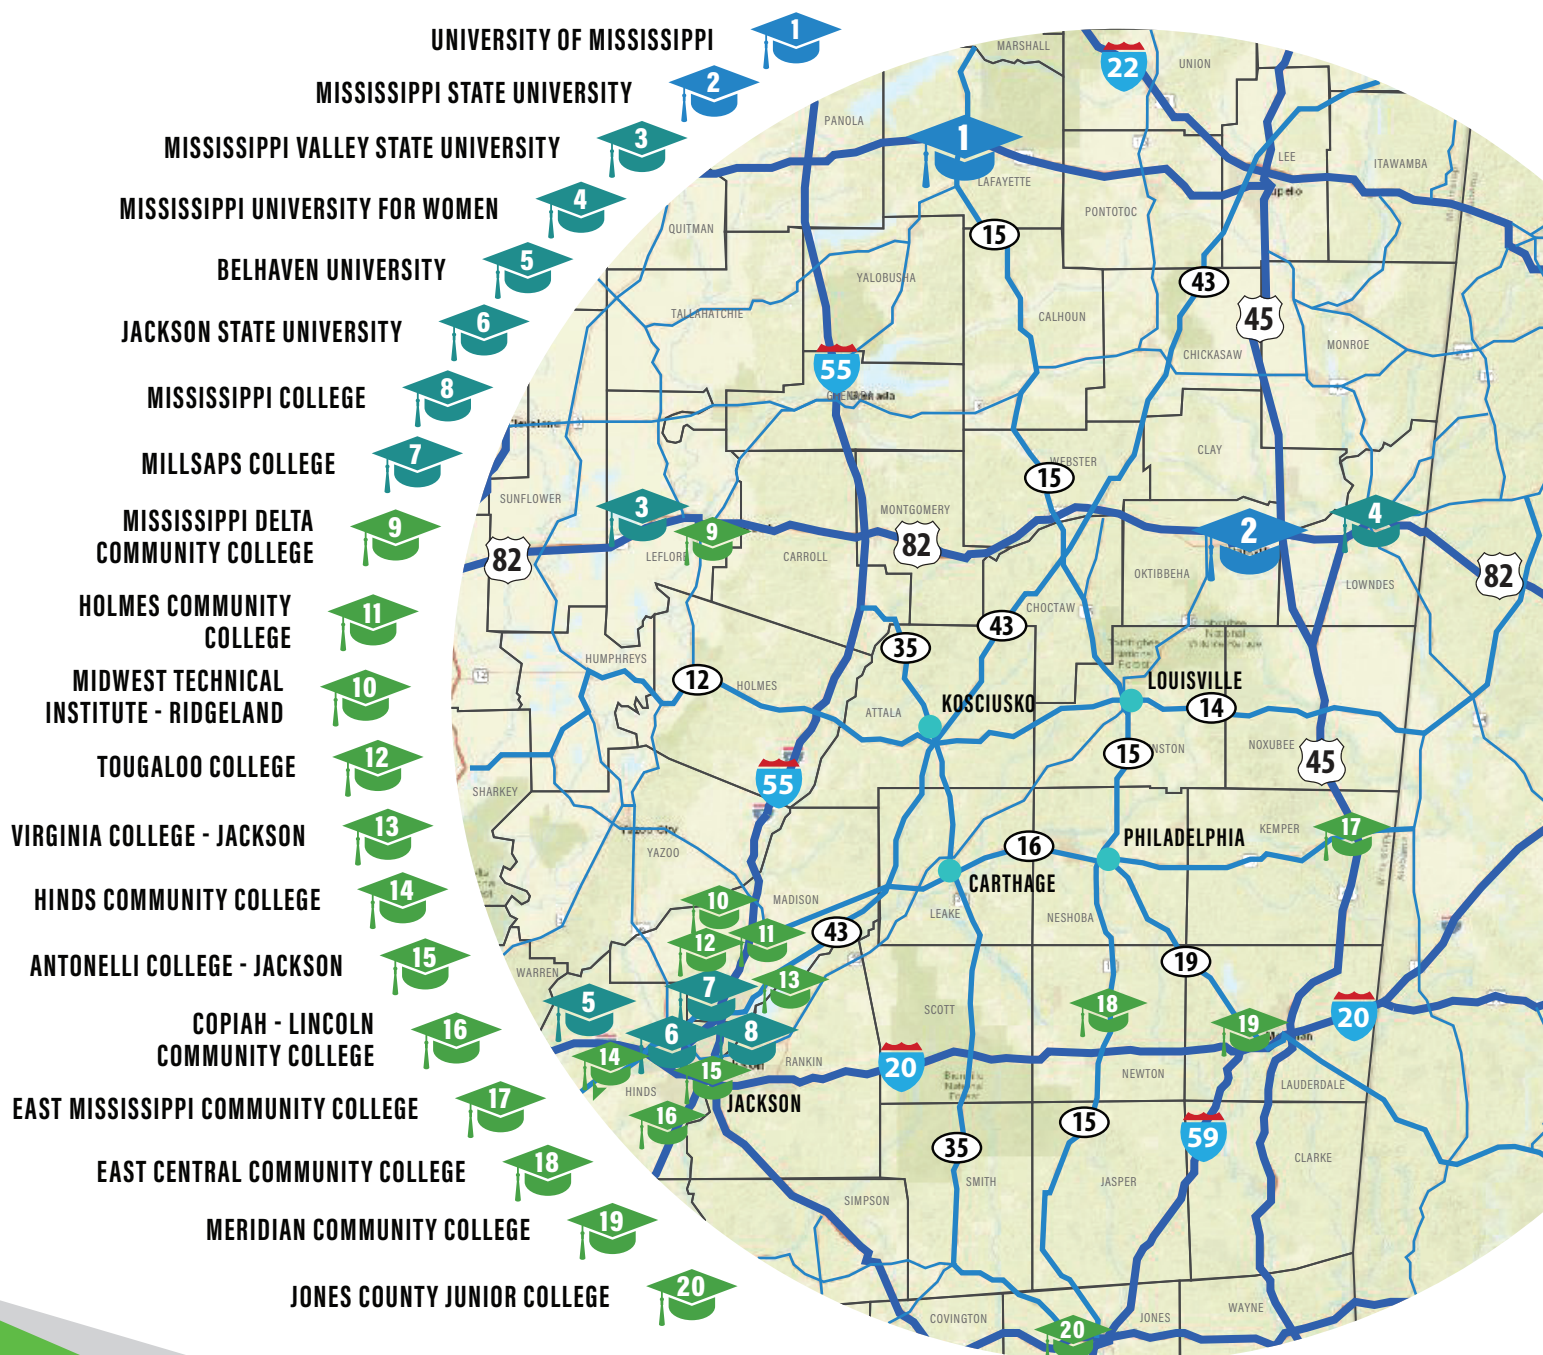 UNIVERSITY OF MISSISSIPPI 1
MISSISSIPPI STATE UNIVERSITY 2
MISSISSIPPI VALLEY STATE UNIVERSITY 3
MISSISSIPPI UNIVERSITY FOR WOMEN 4
BELHAVEN UNIVERSITY 5
JACKSON STATE UNIVERSITY 6
MISSISSIPPI COLLEGE 8
MILLSAPS COLLEGE 7
MISSISSIPPI DELTA
COMMUNITY COLLEGE 9
HOLMES COMMUNITY
COLLEGE 11
MIDWEST TECHNICAL
INSTITUTE - RIDGELAND 10
TOUGALOO COLLEGE 12
VIRGINIA COLLEGE - JACKSON 13
HINDS COMMUNITY COLLEGE 14
ANTONELLI COLLEGE - JACKSON 15
COPIAH - LINCOLN
COMMUNITY COLLEGE 16
EAST MISSISSIPPI COMMUNITY COLLEGE 17
EAST CENTRAL COMMUNITY COLLEGE 18
MERIDIAN COMMUNITY COLLEGE 19
JONES COUNTY JUNIOR COLLEGE 20
MARSHALL
UNION
22
PANOLA
1
LAFAYETTE
LEE
ITAWAMBA
QUITMAN
PONTOTOC
15
YALOBUSHA
43
TALLAHATCHIE
CALHOUN
45
CHICKASAW
MONROE
55
WEBSTER
CLAY
15
SUNFLOWER
3
9
MONTGOMERY
2
4
82
LEFLORE
CARROLL
82
OKTIBBEHA
LOWNDES
82
CHOCTAW
43
35
HUMPHREYS
12
HOLMES
LOUISVILLE
KOSCIUSKO
14
ATTALA
15
NSTON
NOXUBEE
45
55
SHARKEY
YAZOO
16
PHILADELPHIA
KEMPER
17
CARTHAGE
MADISON
10
LEAKE
NESHOBA
12
11
43
19
WARREN
5
7
13
SCOTT
18
20
19
6
8
14
15
RANKIN
20
HINDS
JACKSON
NEWTON
LAUDERDALE
16
15
59
35
CLARKE
SMITH
JASPER
SIMPSON
COVINGTON
20
JONES
WAYNE